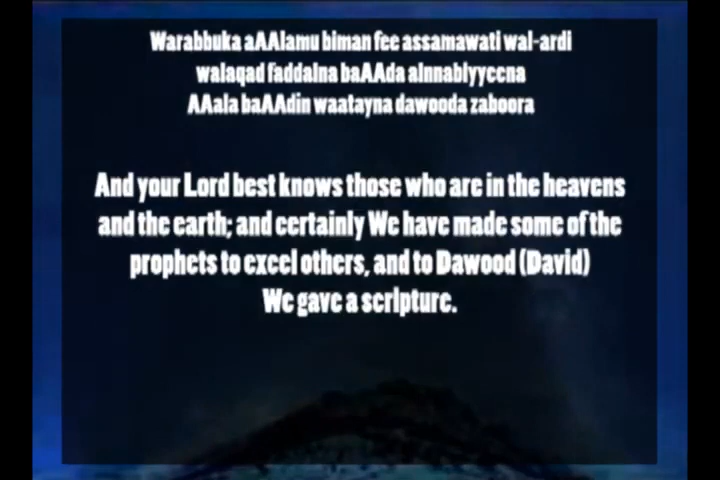 Warabbuka aAAlamu biman fee assamawati wal-ardi
walaqad faddalna baAAda alnnabiyyeena
AAala baAAdin waatayna dawooda zaboora
And your Lord best knows those who are in the heavens
and the earth; and certainly We have made some of the
prophets to excel others, and to Dawood (David)
We gave a scripture.